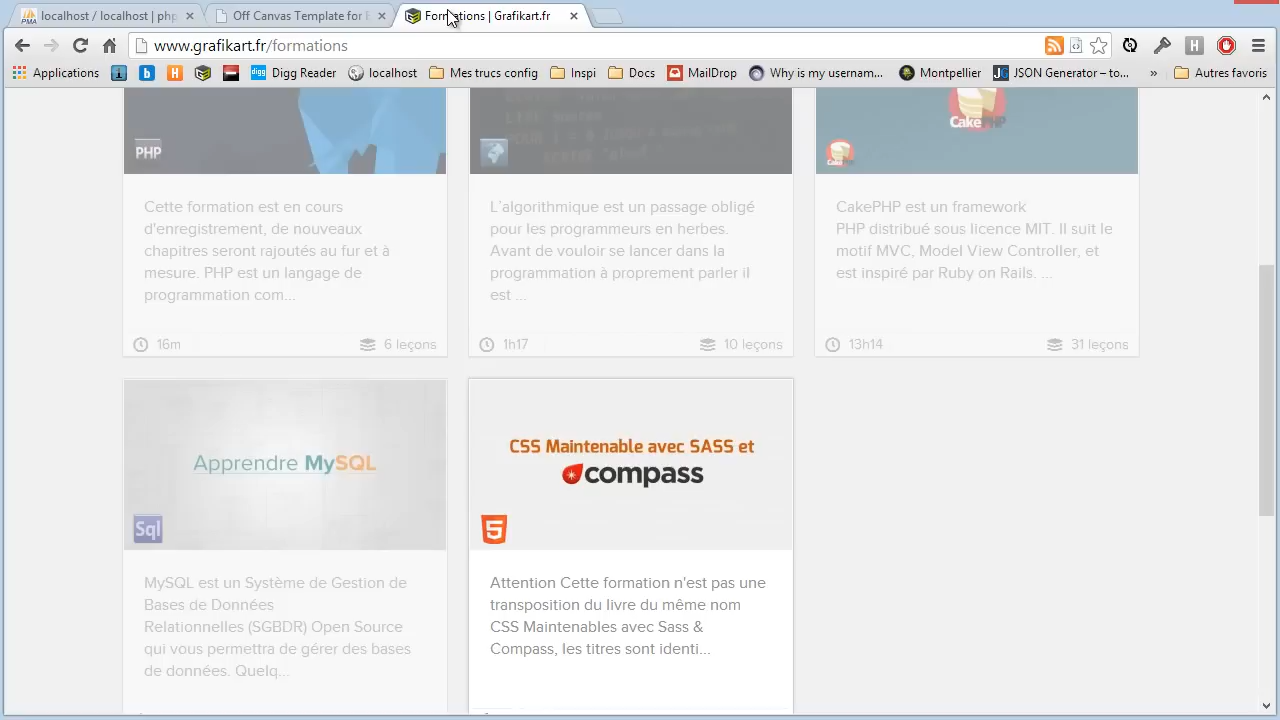 localhost / localhost | php
Off Canvas Template for B
Formations | Grafikart.fr
www.grafikart.fr/formations
Applications
Digg Reader
localhost
Mes trucs config
Inspi
Docs
MailDrop
Why is my usernam...
Montpellier
JSON Generator – to...
»
Autres favoris
PHP
CakePHP
Cette formation est en cours
d'enregistrement, de nouveaux
chapitres seront rajoutés au fur et à
mesure. PHP est un langage de
programmation com...
16m
6 leçons
L'algorithmique est un passage obligé
pour les programmeurs en herbes.
Avant de vouloir se lancer dans la
programmation à proprement parler il
est ...
1h17
10 leçons
CakePHP est un framework
PHP distribué sous licence MIT. Il suit le
motif MVC, Model View Controller, et
est inspiré par Ruby on Rails. ...
13h14
31 leçons
Apprendre MySQL
Sql
MySQL est un Système de Gestion de
Bases de Données
Relationnelles (SGBDR) Open Source
qui vous permettra de gérer des bases
de données. Quelq...
CSS Maintenable avec SASS et
compass
5
Attention Cette formation n'est pas une
transposition du livre du même nom
CSS Maintenables avec Sass &
Compass, les titres sont identi...